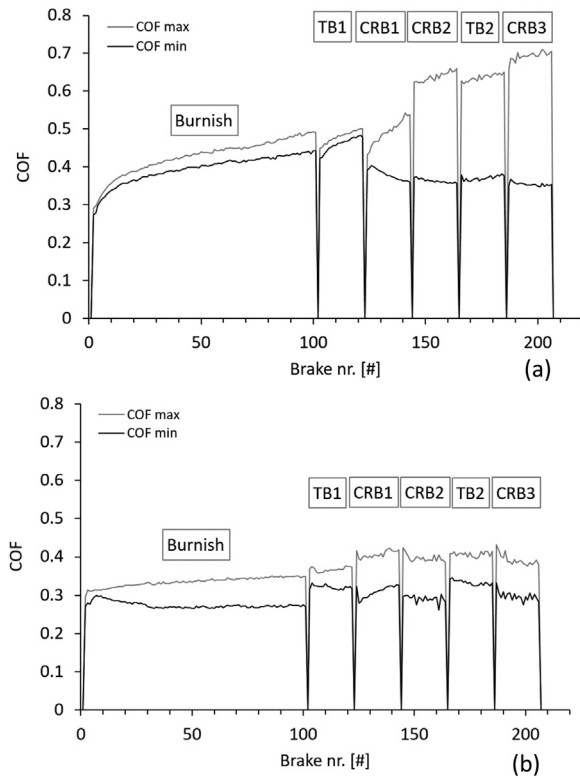 0.8
COF max
COF min
TB1 CRB1 CRB2 TB2 CRB3
0.7
0.6
Burnish
0.5
COF
0.4
0.3
0.2
0.1
0
0 50 100 150 200
Brake nr. [#]
(a)
0.8
COF max
COF min
0.7
0.6
TB1 CRB1 CRB2 TB2 CRB3
0.5
Burnish
COF
0.4
0.3
0.2
0.1
0
0 50 100 150 200
Brake nr. [#]
(b)